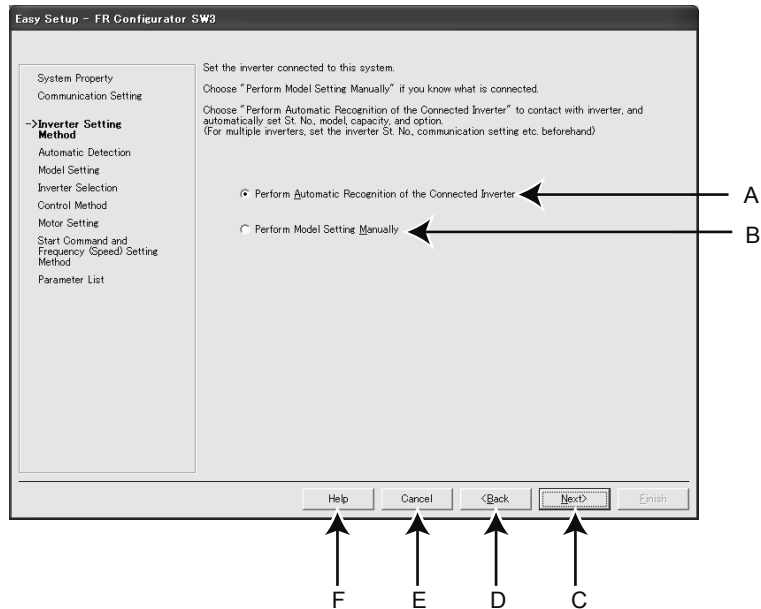 Easy Setup - FR Configurator SW3
System Property
Communication Setting
->Inverter Setting
Method
Automatic Detection
Model Setting
Inverter Selection
Control Method
Motor Setting
Start Command and
Frequency (Speed) Setting
Method
Parameter List
Set the inverter connected to this system.
Choose "Perform Model Setting Manually" if you know what is connected.
Choose "Perform Automatic Recognition of the Connected Inverter" to contact with inverter, and
automatically set St. No., model, capacity, and option.
(For multiple inverters, set the inverter St. No., communication setting etc. beforehand)
Perform Automatic Recognition of the Connected Inverter
A
Perform Model Setting Manually
B
Help
Cancel
<Back
Next>
Finish
F
E
D
C